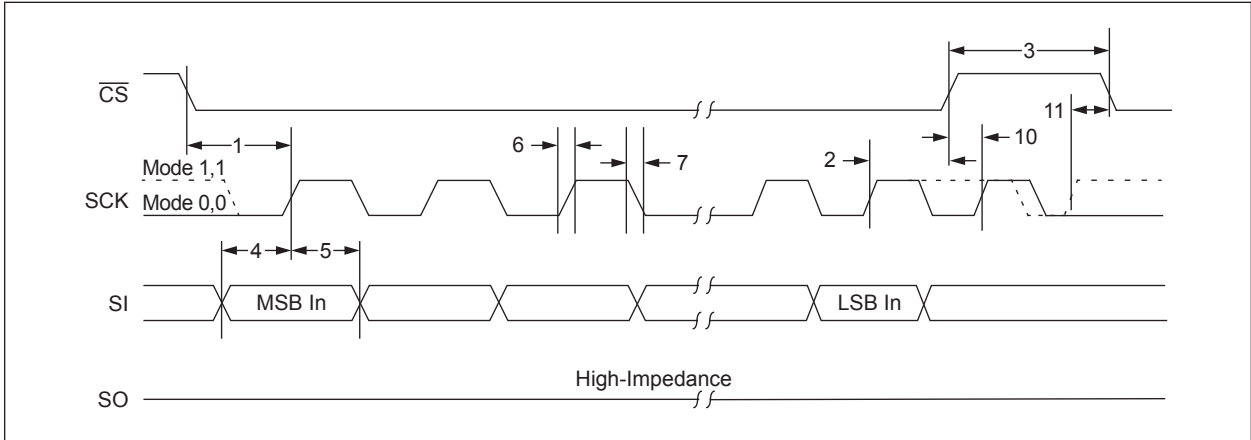 3
C̅S̅
11
1
6
7
2
10
Mode 1,1
SCK
Mode 0,0
4
5
SI
MSB In
LSB In
High-Impedance
SO